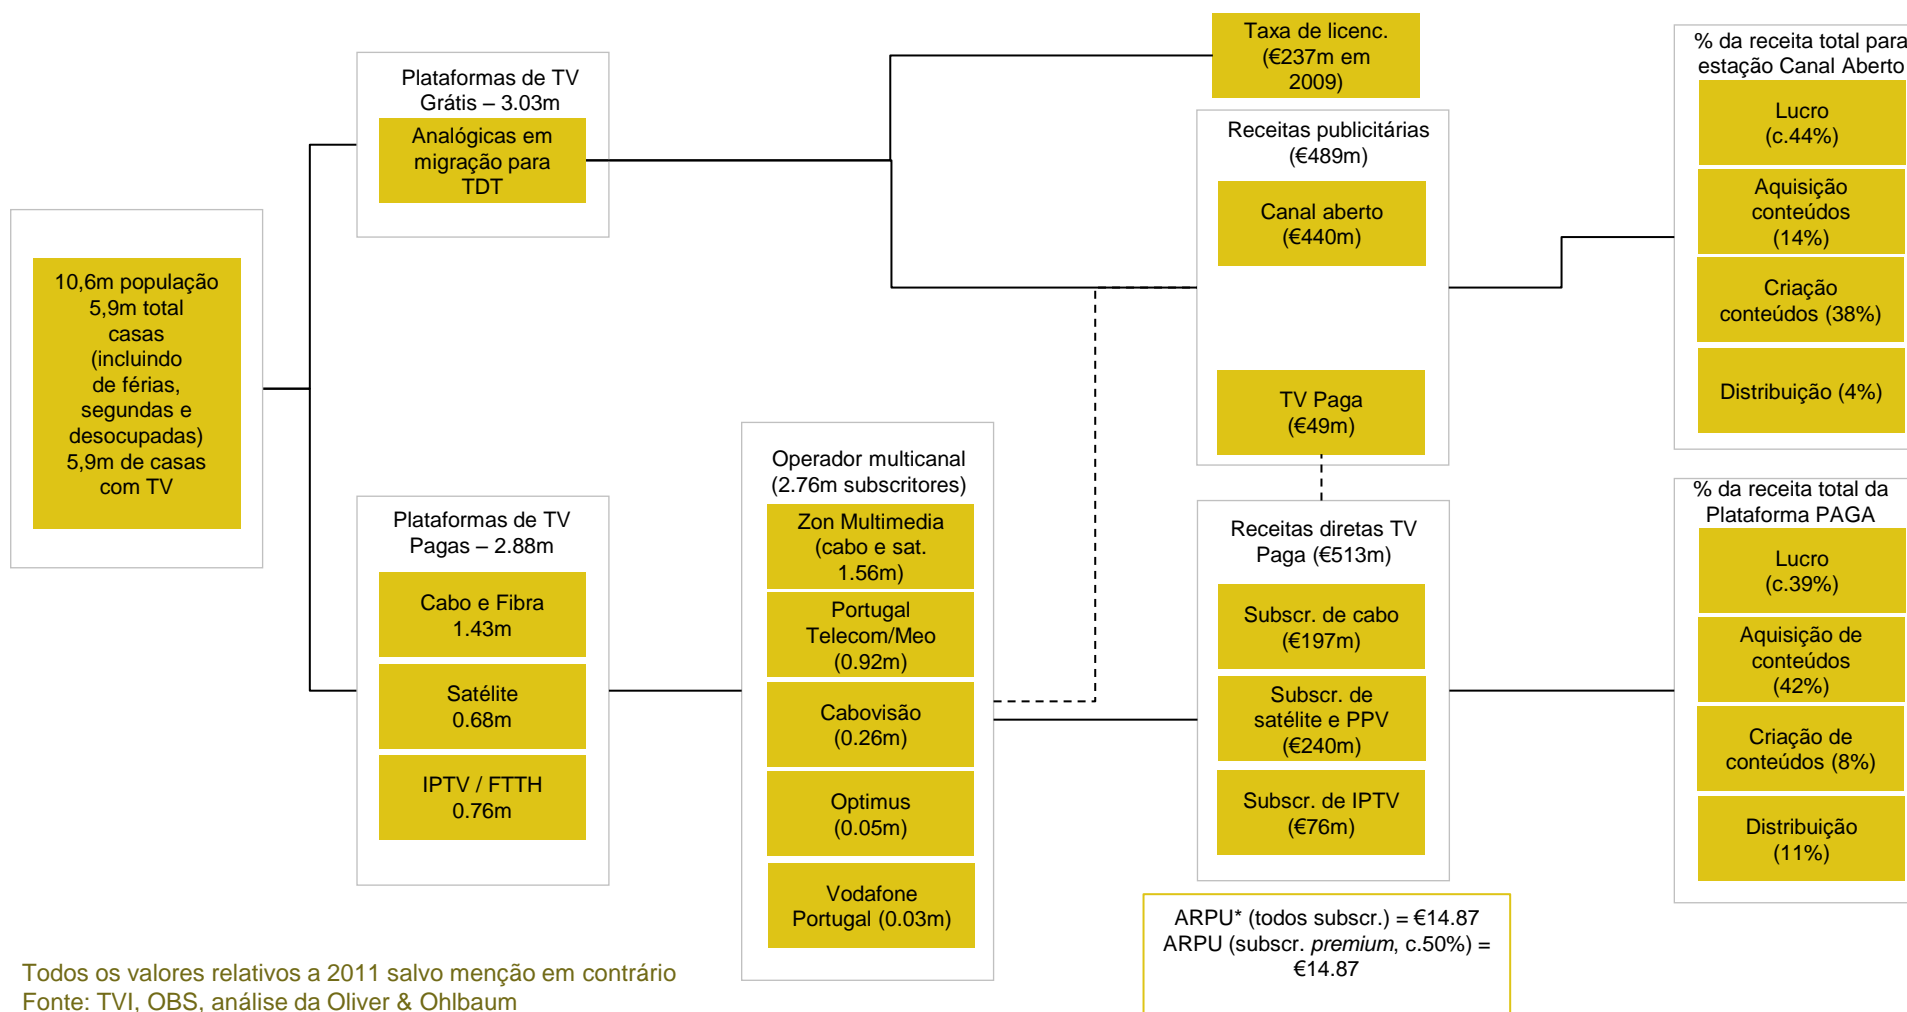 10,6m população
5,9m total
casas
(incluindo
de férias,
segundas e
desocupadas)
5,9m de casas
com TV
Plataformas de TV
Grátis – 3.03m
Analógicas em
migração para
TDT
Plataformas de TV
Pagas – 2.88m
Cabo e Fibra
1.43m
Satélite
0.68m
IPTV / FTTH
0.76m
Operador multicanal
(2.76m subscritores)
Zon Multimedia
(cabo e sat.
1.56m)
Portugal
Telecom/Meo
(0.92m)
Cabovisão
(0.26m)
Optimus
(0.05m)
Vodafone
Portugal (0.03m)
Taxa de licenc.
(€237m em
2009)
Receitas publicitárias
(€489m)
Canal aberto
(€440m)
TV Paga
(€49m)
Receitas diretas TV
Paga (€513m)
Subscr. de cabo
(€197m)
Subscr. de
satélite e PPV
(€240m)
Subscr. de IPTV
(€76m)
ARPU* (todos subscr.) = €14.87
ARPU (subscr. premium, c.50%) =
€14.87
% da receita total para
estação Canal Aberto
Lucro
(c.44%)
Aquisição
conteúdos
(14%)
Criação
conteúdos (38%)
Distribuição (4%)
% da receita total da
Plataforma PAGA
Lucro
(c.39%)
Aquisição de
conteúdos
(42%)
Criação de
conteúdos (8%)
Distribuição
(11%)
Todos os valores relativos a 2011 salvo menção em contrário
Fonte: TVI, OBS, análise da Oliver & Ohlbaum